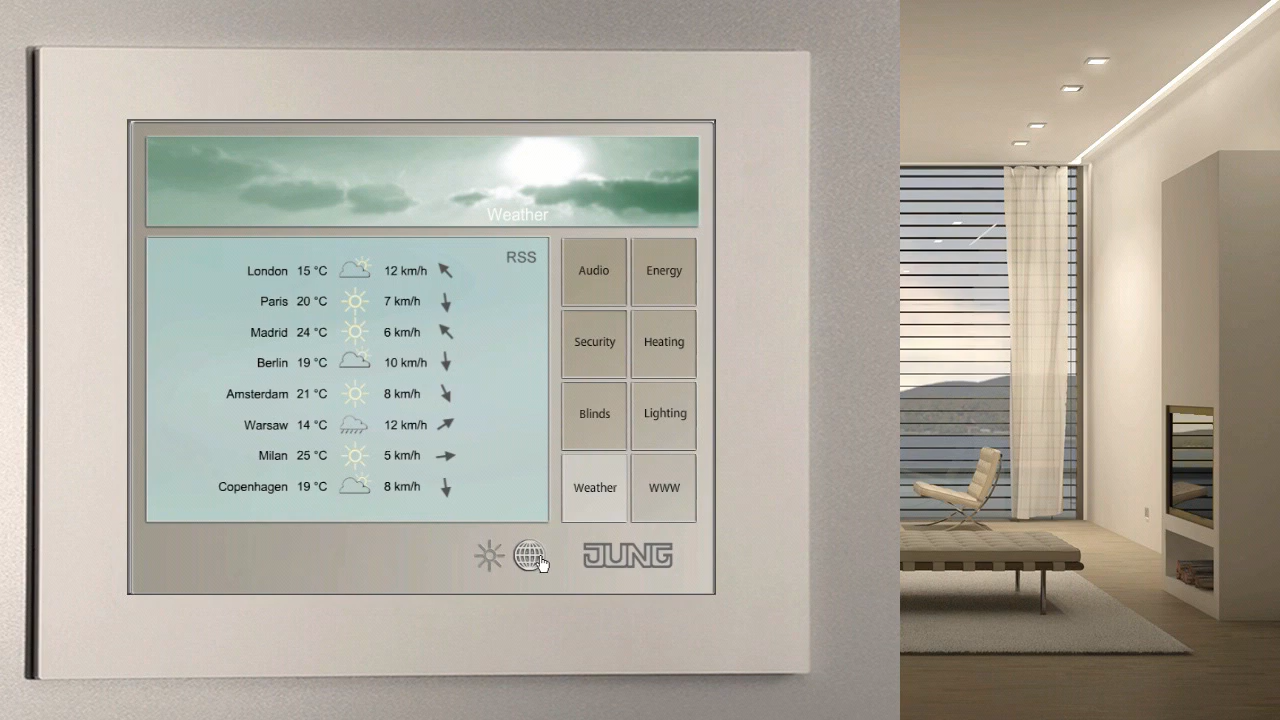 Weather
RSS
London 15 °C 12 km/h
Paris 20 °C 7 km/h
Madrid 24 °C 6 km/h
Berlin 19 °C 10 km/h
Amsterdam 21 °C 8 km/h
Warsaw 14 °C 12 km/h
Milan 25 °C 5 km/h
Copenhagen 19 °C 8 km/h
Audio Energy
Security Heating
Blinds Lighting
Weather WWW
JUNG